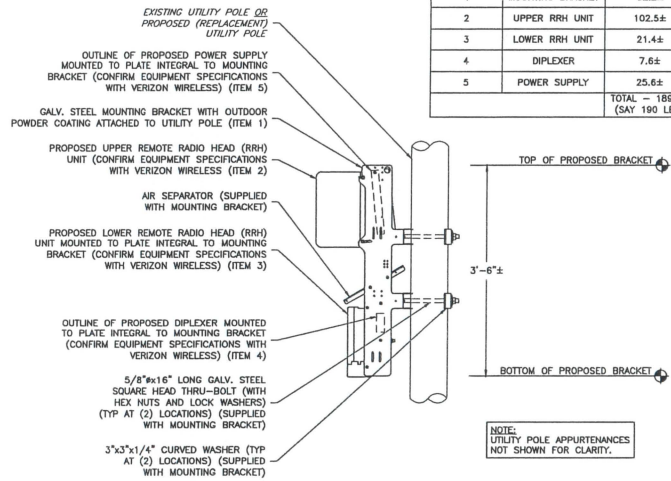 EXISTING UTILITY POLE OR
PROPOSED (REPLACEMENT)
UTILITY POLE
OUTLINE OF PROPOSED POWER SUPPLY
MOUNTED TO PLATE INTEGRAL TO MOUNTING
BRACKET (CONFIRM EQUIPMENT SPECIFICATIONS
WITH VERIZON WIRELESS) (ITEM 5)
GALV. STEEL MOUNTING BRACKET WITH OUTDOOR
POWDER COATING ATTACHED TO UTILITY POLE (ITEM 1)
PROPOSED UPPER REMOTE RADIO HEAD (RRH)
UNIT (CONFIRM EQUIPMENT SPECIFICATIONS
WITH VERIZON WIRELESS (ITEM 2)
AIR SEPARATOR (SUPPLIED
WITH MOUNTING BRACKET)
PROPOSED LOWER REMOTE RADIO HEAD (RRH)
UNIT MOUNTED TO PLATE INTEGRAL TO MOUNTING
BRACKET (CONFIRM EQUIPMENT SPECIFICATIONS
WITH VERIZON WIRELESS) (ITEM 3)
OUTLINE OF PROPOSED DIPLEXER MOUNTED
TO PLATE INTEGRAL TO MOUNTING BRACKET
(CONFIRM EQUIPMENT SPECIFICATIONS WITH
VERIZON WIRELESS) (ITEM 4)
5/8"øx16" LONG GALV. STEEL
SQUARE HEAD THRU-BOLT (WITH
HEX NUTS AND LOCK WASHERS)
(TYP AT (2) LOCATIONS) (SUPPLIED
WITH MOUNTING BRACKET)
3"x3"x1/4" CURVED WASHER (TYP
AT (2) LOCATIONS) (SUPPLIED
WITH MOUNTING BRACKET)
2 UPPER RRH UNIT 102.5±
3 LOWER RRH UNIT 21.4±
4 DIPLEXER 7.6±
5 POWER SUPPLY 25.6±
TOTAL - 189
(SAY 190
TOP OF PROPOSED BRACKET
3'-6"±
BOTTOM OF PROPOSED BRACKET
NOTE:
UTILITY POLE APPURTENANCES
NOT SHOWN FOR CLARITY.